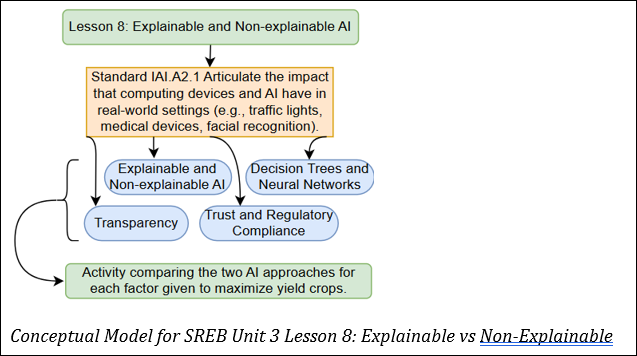 Lesson 8: Explainable and Non-explainable AI
Standard IAI.A2.1 Articulate the impact
that computing devices and AI have in
real-world settings (e.g., traffic lights,
medical devices, facial recognition).
Explainable and
Non-explainable AI
Decision Trees and
Neural Networks
Transparency
Trust and Regulatory
Compliance
Activity comparing the two AI approaches for
each factor given to maximize yield crops.
Conceptual Model for SREB Unit 3 Lesson 8: Explainable vs Non-Explainable